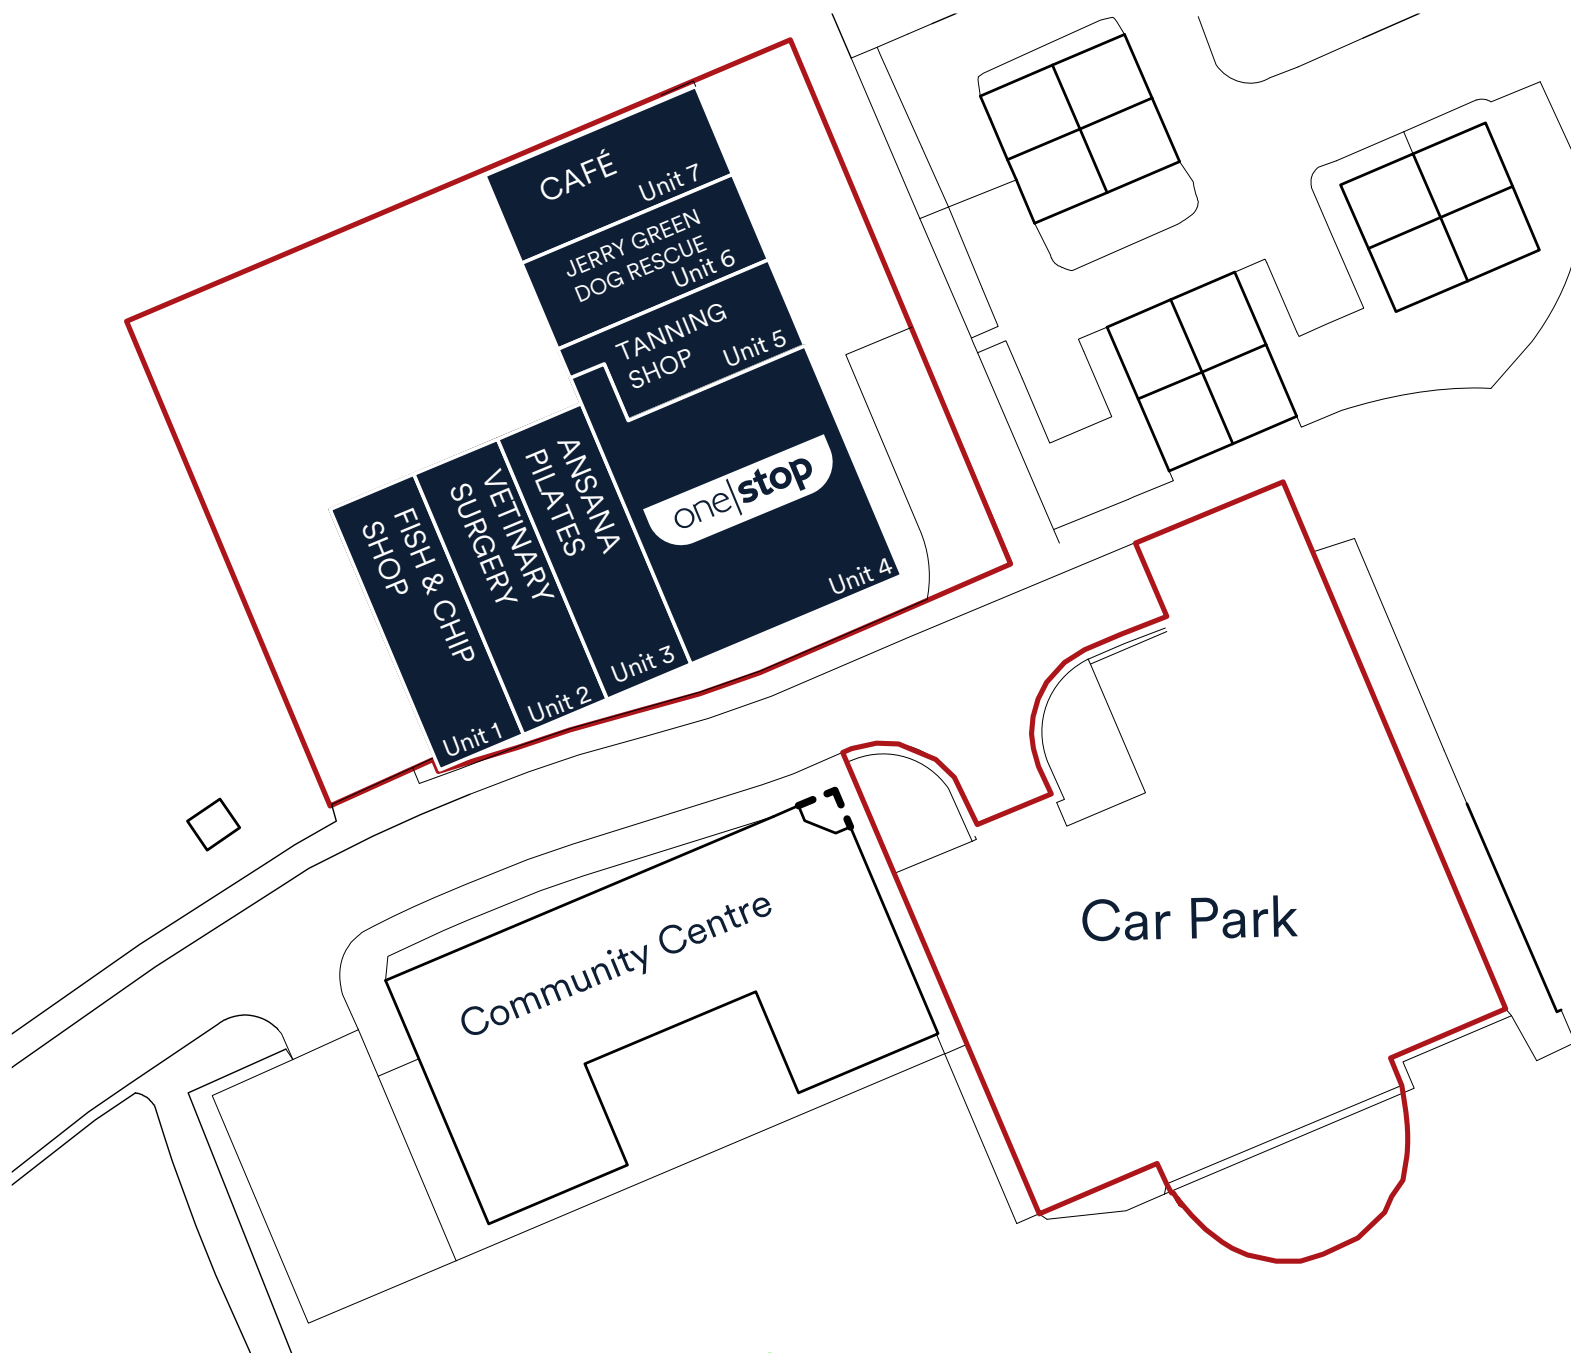 CAFÉ
Unit 7
JERRY GREEN
DOG RESCUE
Unit 6
TANNING
SHOP
Unit 5
one|stop
Unit 4
ANSANA
PILATES
Unit 3
VETINARY
SURGERY
Unit 2
FISH & CHIP
SHOP
Unit 1
Community Centre
Car Park